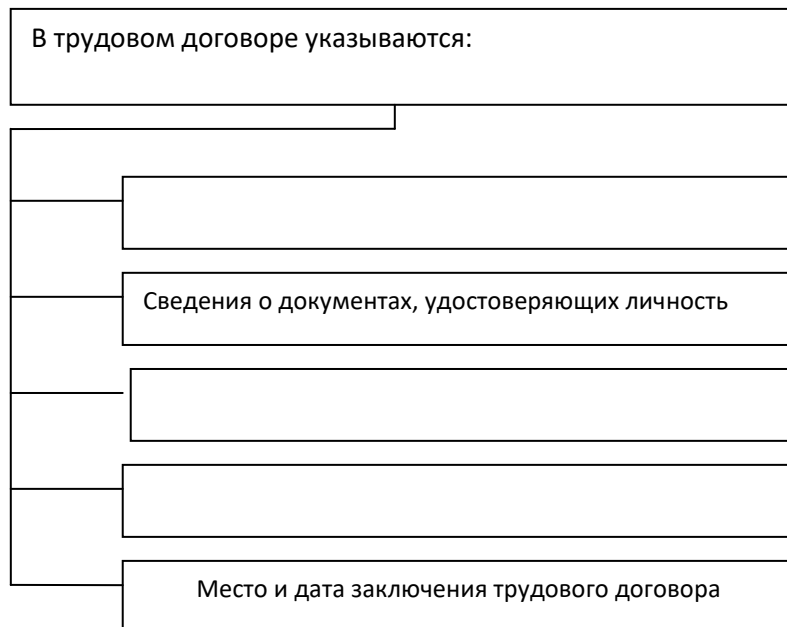 В трудовом договоре указываются:
Сведения о документах, удостоверяющих личность
Место и дата заключения трудового договора